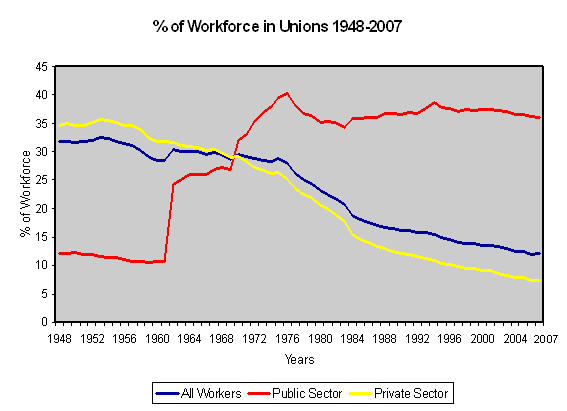 % of Workforce in Unions 1948-2007
45
40
35
30
25
20
15
10
5
0
% of Workforce
1948 1952 1956 1960 1964 1968 1972 1976 1980 1984 1988 1992 1996 2000 2004 2007
Years
All Workers Public Sector Private Sector